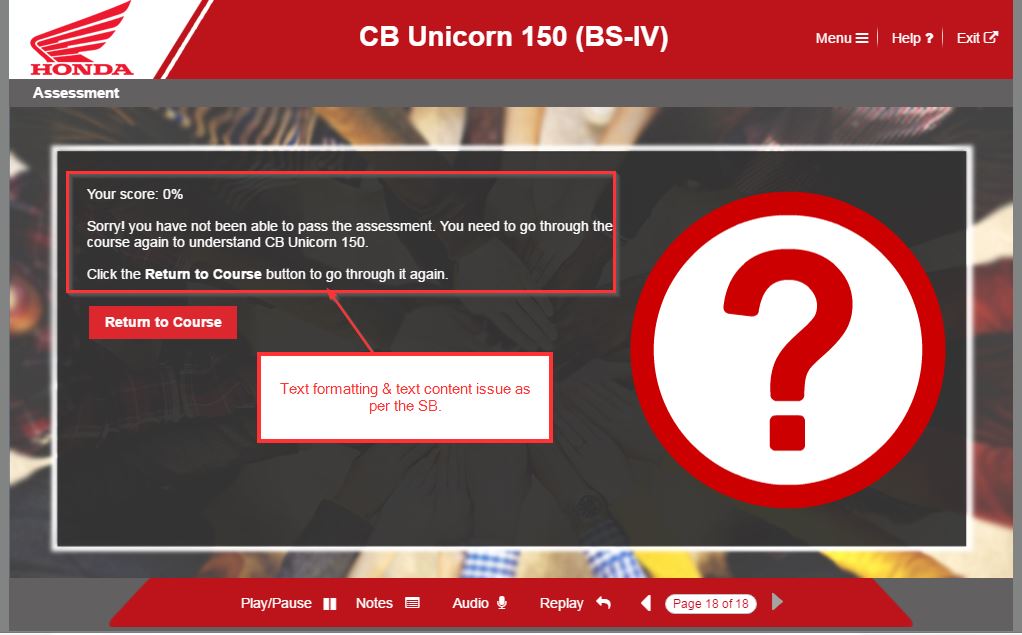 HONDA
CB Unicorn 150 (BS-IV)
Menu
Help ?
Exit
Assessment
Your score: 0%
Sorry! you have not been able to pass the assessment. You need to go through the
course again to understand CB Unicorn 150.
Click the Return to Course button to go through it again.
Return to Course
Text formatting & text content issue as
per the SB.
?
Play/Pause
Notes
Audio
Replay
Page 18 of 18